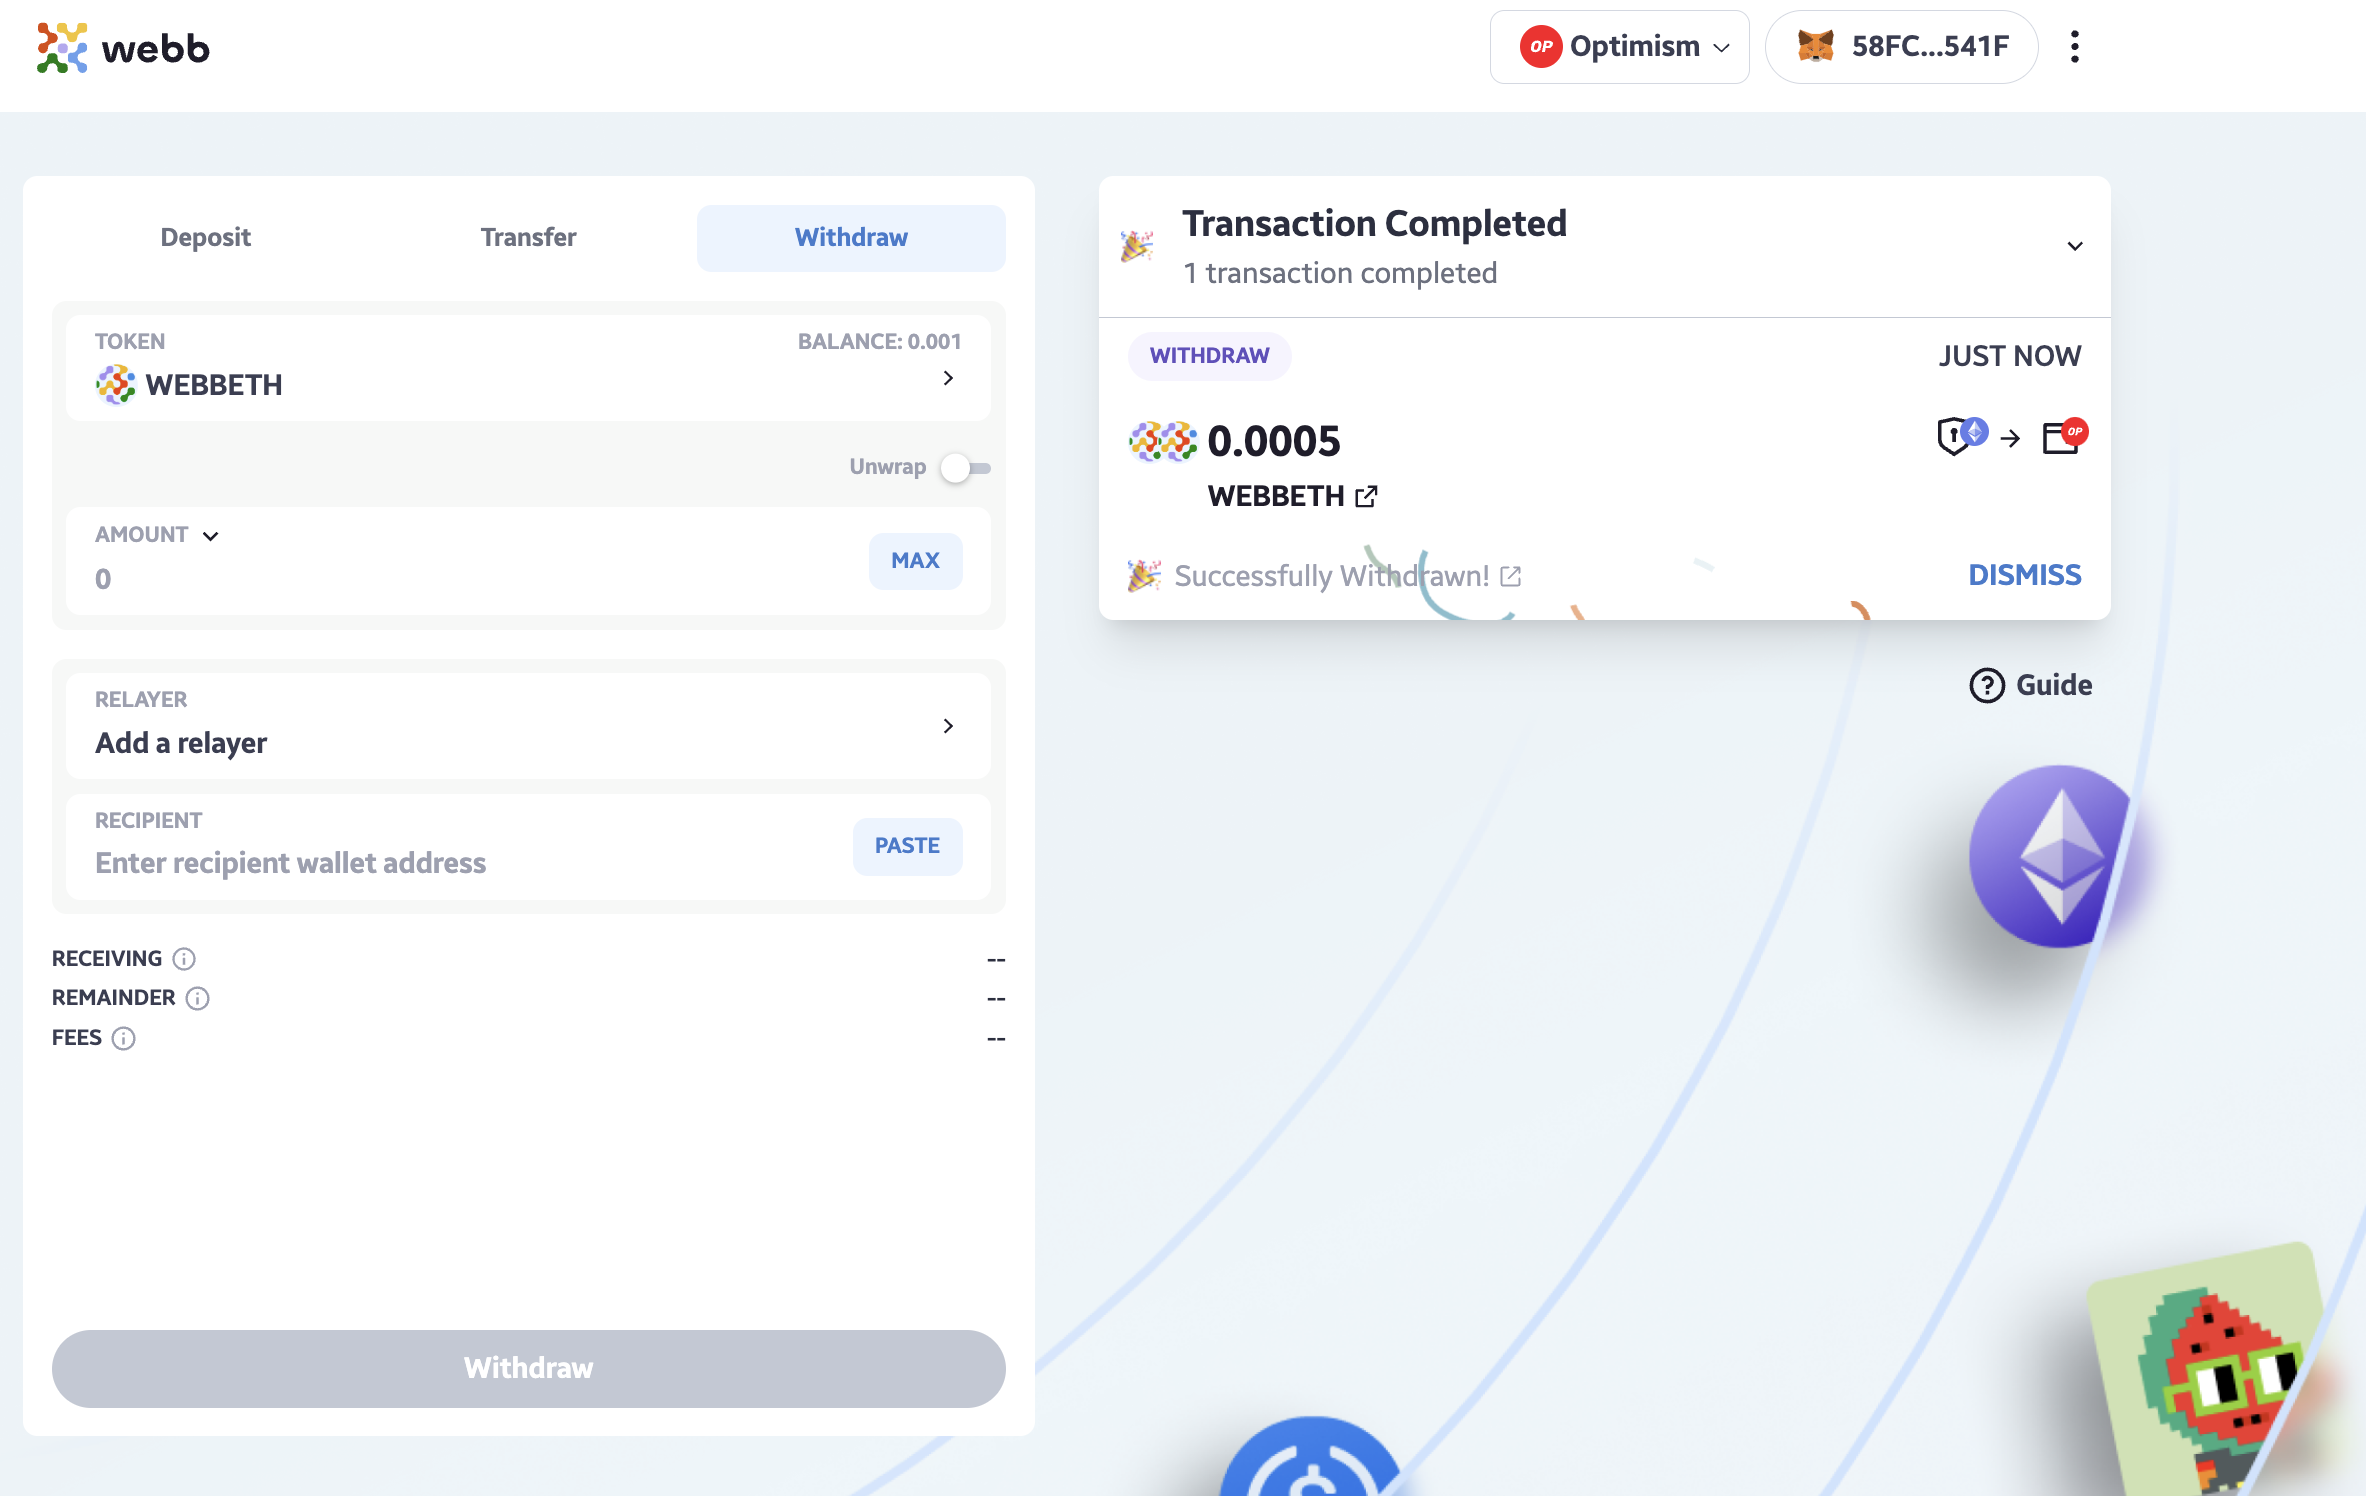 webb
OP Optimism
58FC...541F
Deposit
Transfer
Withdraw
TOKEN
BALANCE: 0.001
WEBBETH
Unwrap
AMOUNT
0
MAX
RELAYER
Add a relayer
RECIPIENT
Enter recipient wallet address
PASTE
RECEIVING
--
REMAINDER
--
FEES
--
Withdraw
Transaction Completed
1 transaction completed
WITHDRAW
JUST NOW
0.0005
OP
WEBBETH
Successfully Withdrawn!
DISMISS
Guide